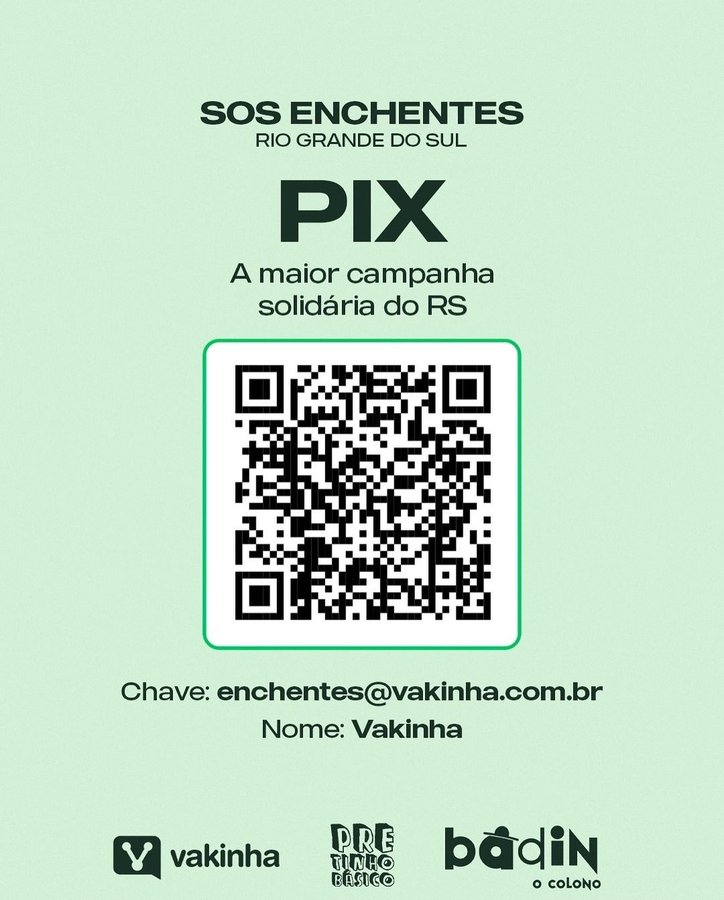 SOS ENCHENTES
RIO GRANDE DO SUL
PIX
A maior campanha
solidária do RS
Chave: enchentes@vakinha.com.br
Nome: Vakinha
vakinha
PRE
TINHO
BÁSICO
badin
O COLONO